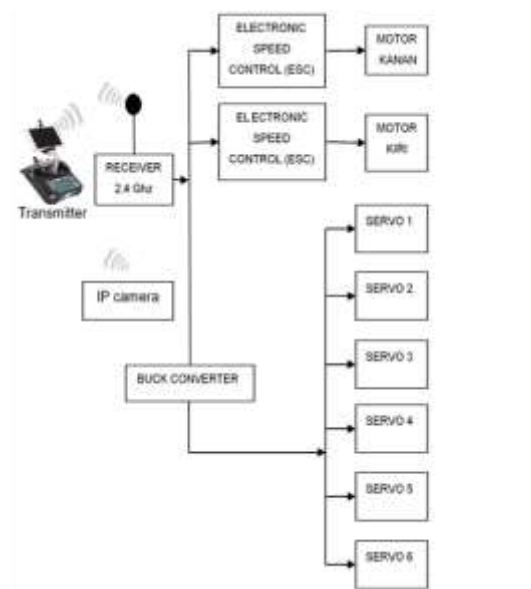 ELECTRONIC
SPEED
CONTROL (ESC)
MOTOR
KANAN
ELECTRONIC
SPEED
CONTROL (ESC)
MOTOR
KIRI
RECEIVER
2.4 Ghz
Transmitter
IP camera
BUCK CONVERTER
SERVO 1
SERVO 2
SERVO 3
SERVO 4
SERVO 5
SERVO 6